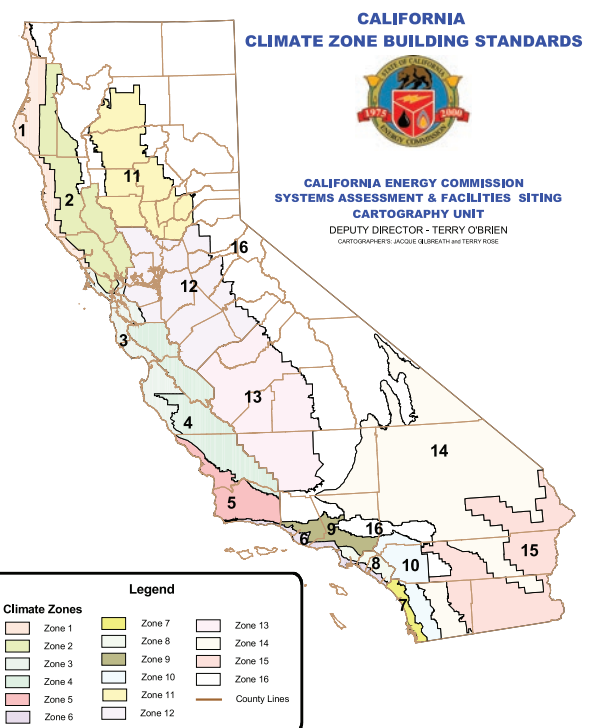 CALIFORNIA
CLIMATE ZONE BUILDING STANDARDS
STATE OF CALIFORNIA
1975 2000
ENERGY COMMISSION
CALIFORNIA ENERGY COMMISSION
SYSTEMS ASSESSMENT & FACILITIES SITING
CARTOGRAPHY UNIT
DEPUTY DIRECTOR - TERRY O'BRIEN
CARTOGRAPHER'S: JACQUE GILBREATH and TERRY ROSE
1
2
11
16
12
3
13
4
14
5
9
6
16
8
10
15
7
Legend
Climate Zones
Zone 1
Zone 2
Zone 3
Zone 4
Zone 5
Zone 6
Zone 7
Zone 8
Zone 9
Zone 10
Zone 11
Zone 12
Zone 13
Zone 14
Zone 15
Zone 16
County Lines